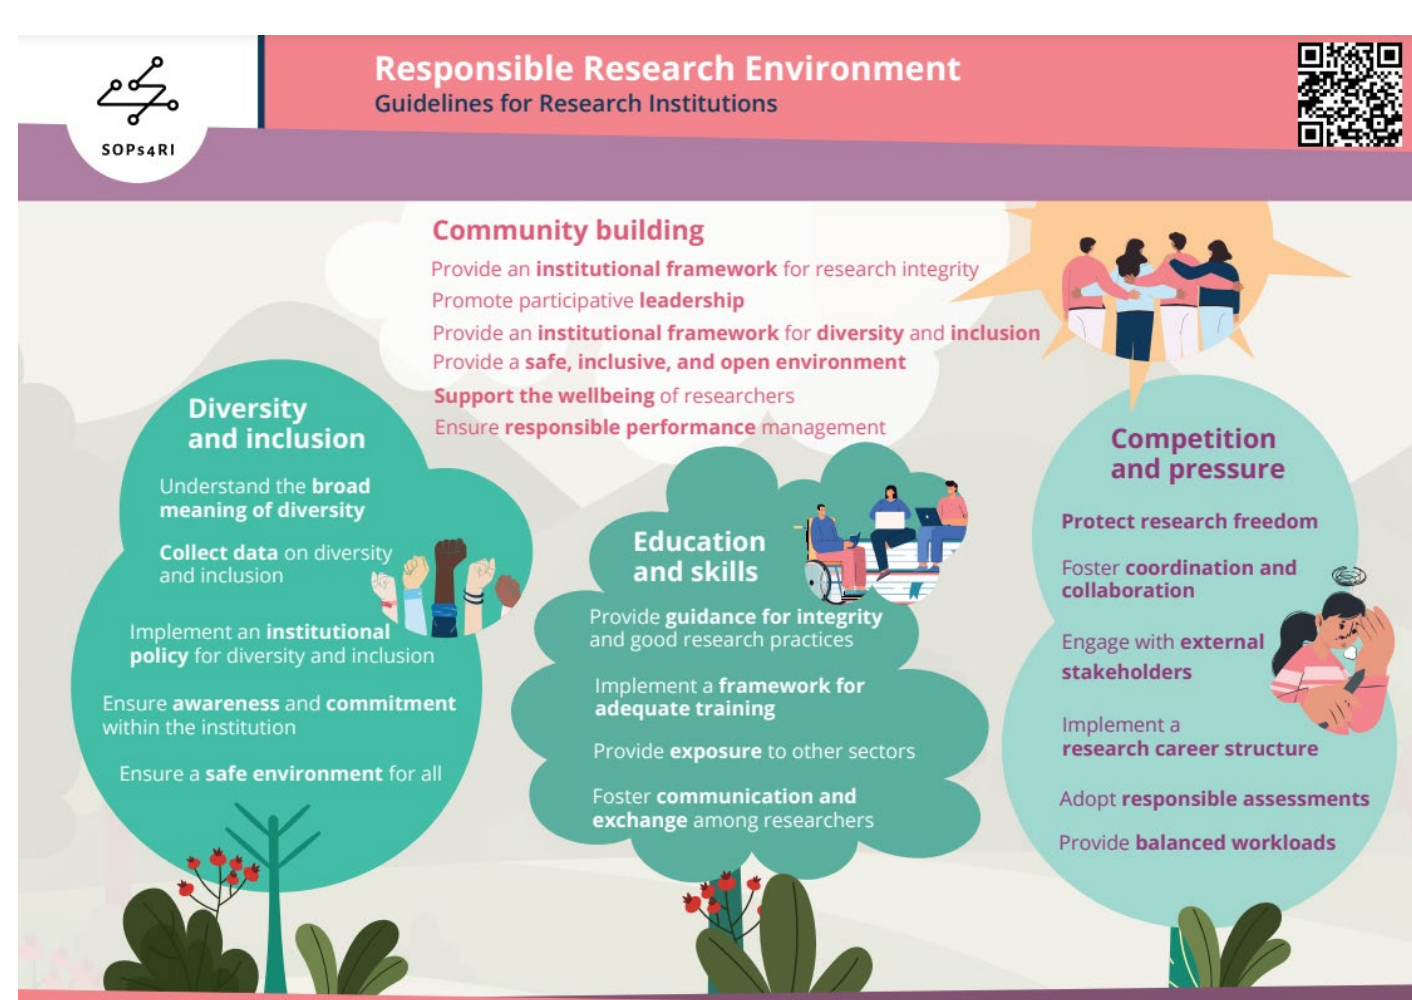 SOPs4RI
Responsible Research Environment
Guidelines for Research Institutions
Community building
Provide an institutional framework for research integrity
Promote participative leadership
Provide an institutional framework for diversity and inclusion
Provide a safe, inclusive, and open environment
Support the wellbeing of researchers
Ensure responsible performance management
Diversity
and inclusion
Understand the broad
meaning of diversity
Collect data on diversity
and inclusion
Implement an institutional
policy for diversity and inclusion
Ensure awareness and commitment
within the institution
Ensure a safe environment for all
Education
and skills
Provide guidance for integrity
and good research practices
Implement a framework for
adequate training
Provide exposure to other sectors
Foster communication and
exchange among researchers
Competition
and pressure
Protect research freedom
Foster coordination and
collaboration
Engage with external
stakeholders
Implement a
research career structure
Adopt responsible assessments
Provide balanced workloads